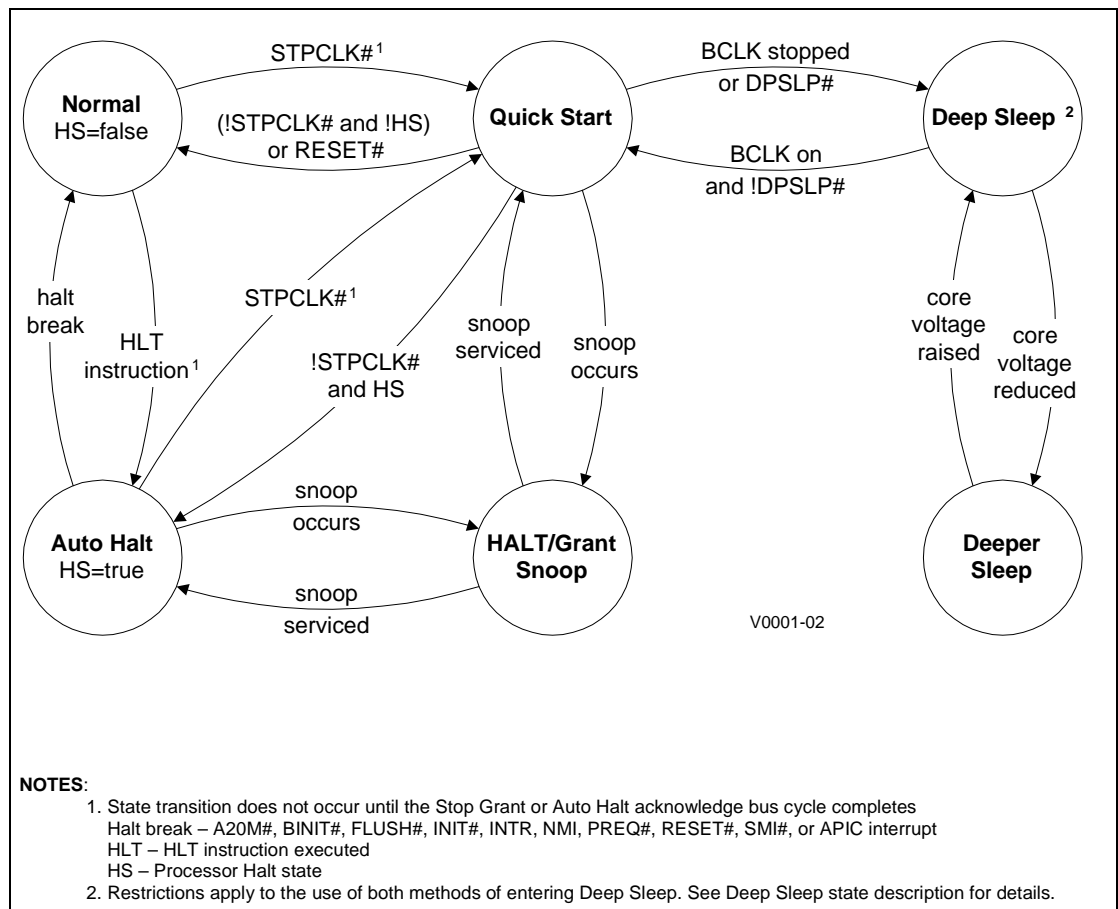 STPCLK# 1
BCLK stopped
or DPSLP#
Normal
HS=false
Quick Start
Deep Sleep 2
(!STPCLK# and !HS)
or RESET#
BCLK on
and !DPSLP#
halt
break
HLT
instruction 1
STPCLK# 1
!STPCLK#
and HS
snoop
serviced
snoop
occurs
core
voltage
raised
core
voltage
reduced
Auto Halt
HS=true
snoop
occurs
HALT/Grant
Snoop
snoop
serviced
Deeper
Sleep
V0001-02
NOTES:
1. State transition does not occur until the Stop Grant or Auto Halt acknowledge bus cycle completes
Halt break – A20M#, BINIT#, FLUSH#, INIT#, INTR, NMI, PREQ#, RESET#, SMI#, or APIC interrupt
HLT – HLT instruction executed
HS – Processor Halt state
2. Restrictions apply to the use of both methods of entering Deep Sleep. See Deep Sleep state description for details.